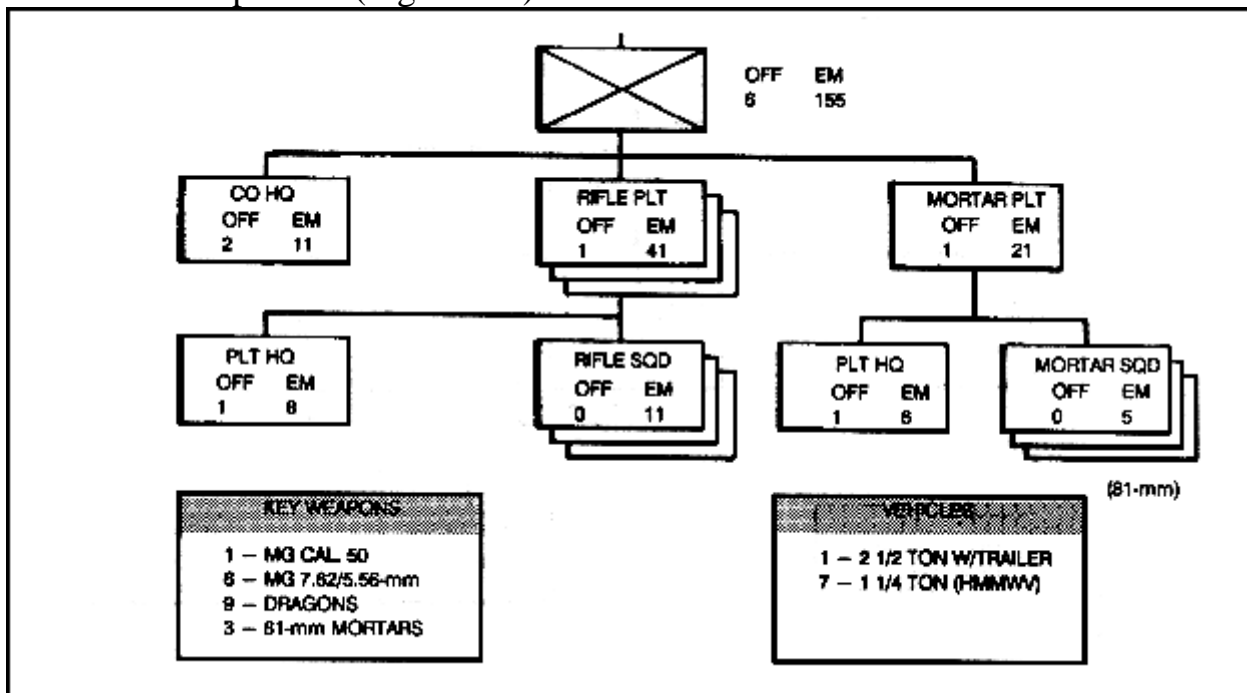 OFF EM
6 155
CO HQ
OFF EM
2 11
RIFLE PLT
OFF EM
1 41
MORTAR PLT
OFF EM
1 21
PLT HQ
OFF EM
1 8
RIFLE SQD
OFF EM
0 11
PLT HQ
OFF EM
1 6
MORTAR SQD
OFF EM
0 5
(81-mm)
KEY WEAPONS
1 – MG CAL 50
6 – MG 7.62/5.56-mm
9 – DRAGONS
3 – 81-mm MORTARS
VEHICLES
1 – 2 1/2 TON W/TRAILER
7 – 1 1/4 TON (HMMWV)